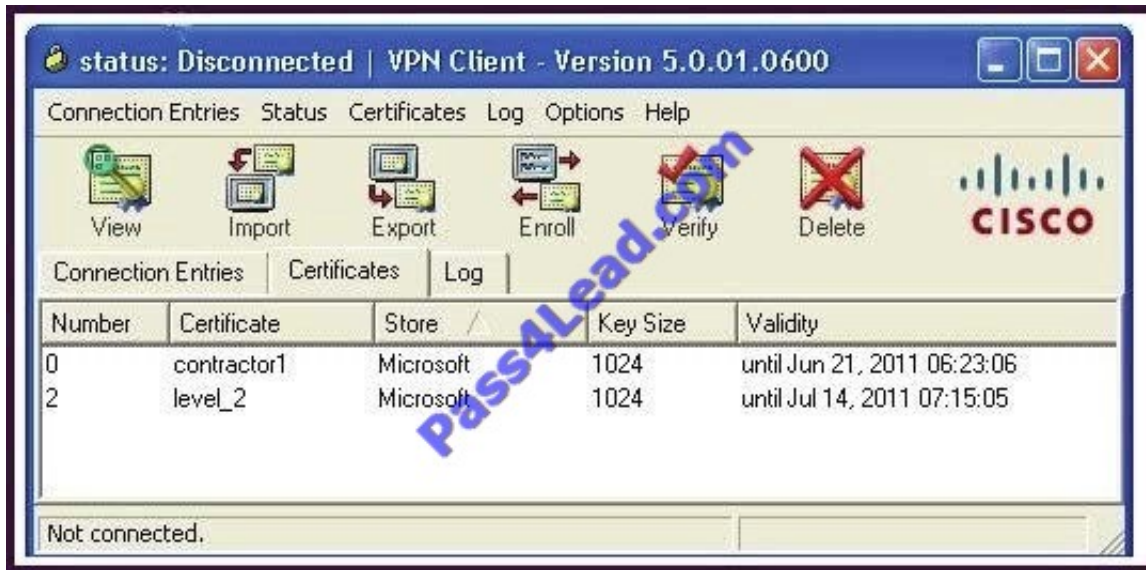 status: Disconnected | VPN Client - Version 5.0.01.0600
Connection Entries Status Certificates Log Options Help
View Import Export Enroll Verify Delete
CISCO
Connection Entries Certificates Log
Number Certificate Store Key Size Validity
0 contractor1 Microsoft 1024 until Jun 21, 2011 06:23:06
2 level_2 Microsoft 1024 until Jul 14, 2011 07:15:05
Pass4Lead.com
Not connected.